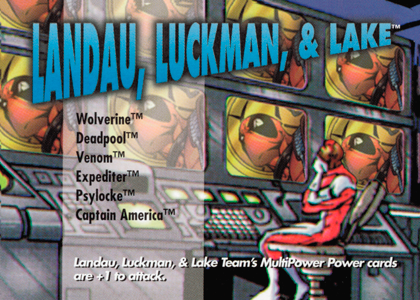 LANDAU, LUCKMAN, & LAKE™
Wolverine™
Deadpool™
Venom™
Expediter™
Psylocke™
Captain America™
Landau, Luckman, & Lake Team's MultiPower Power cards
are +1 to attack.